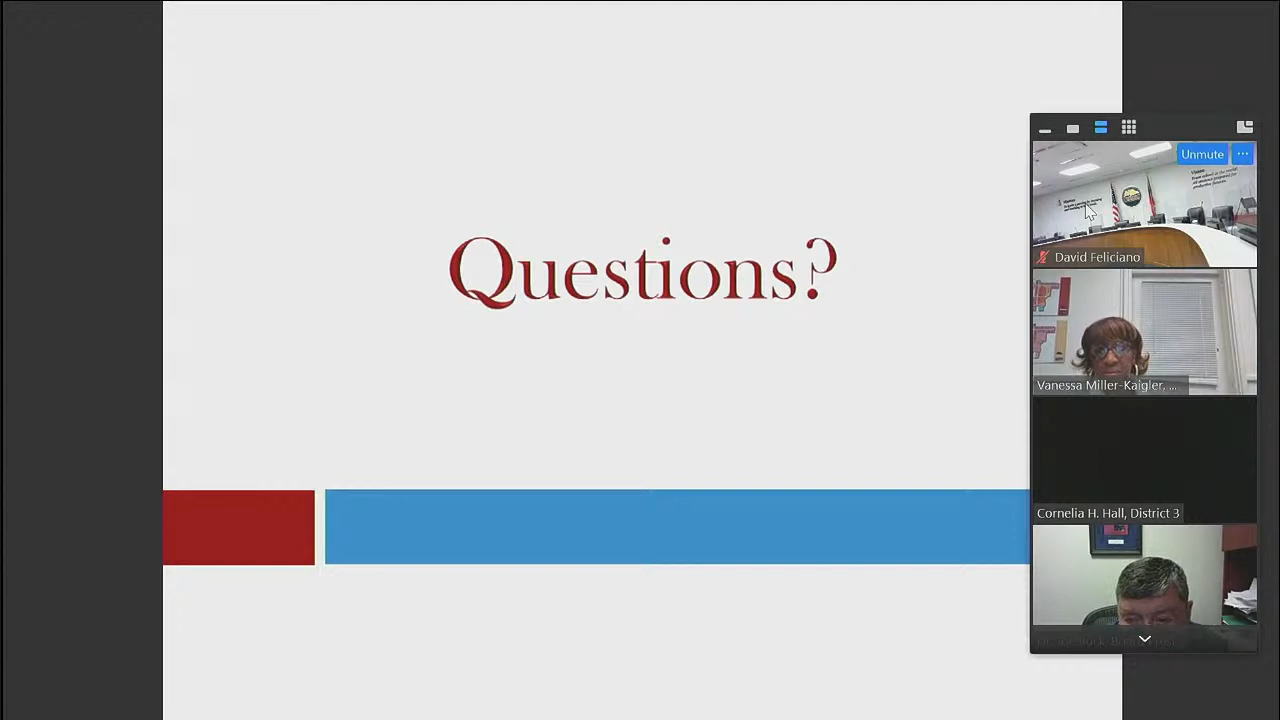 Questions?
Unmute
David Feliciano
Vanessa Miller-Kaigler, ...
Cornelia H. Hall, District 3